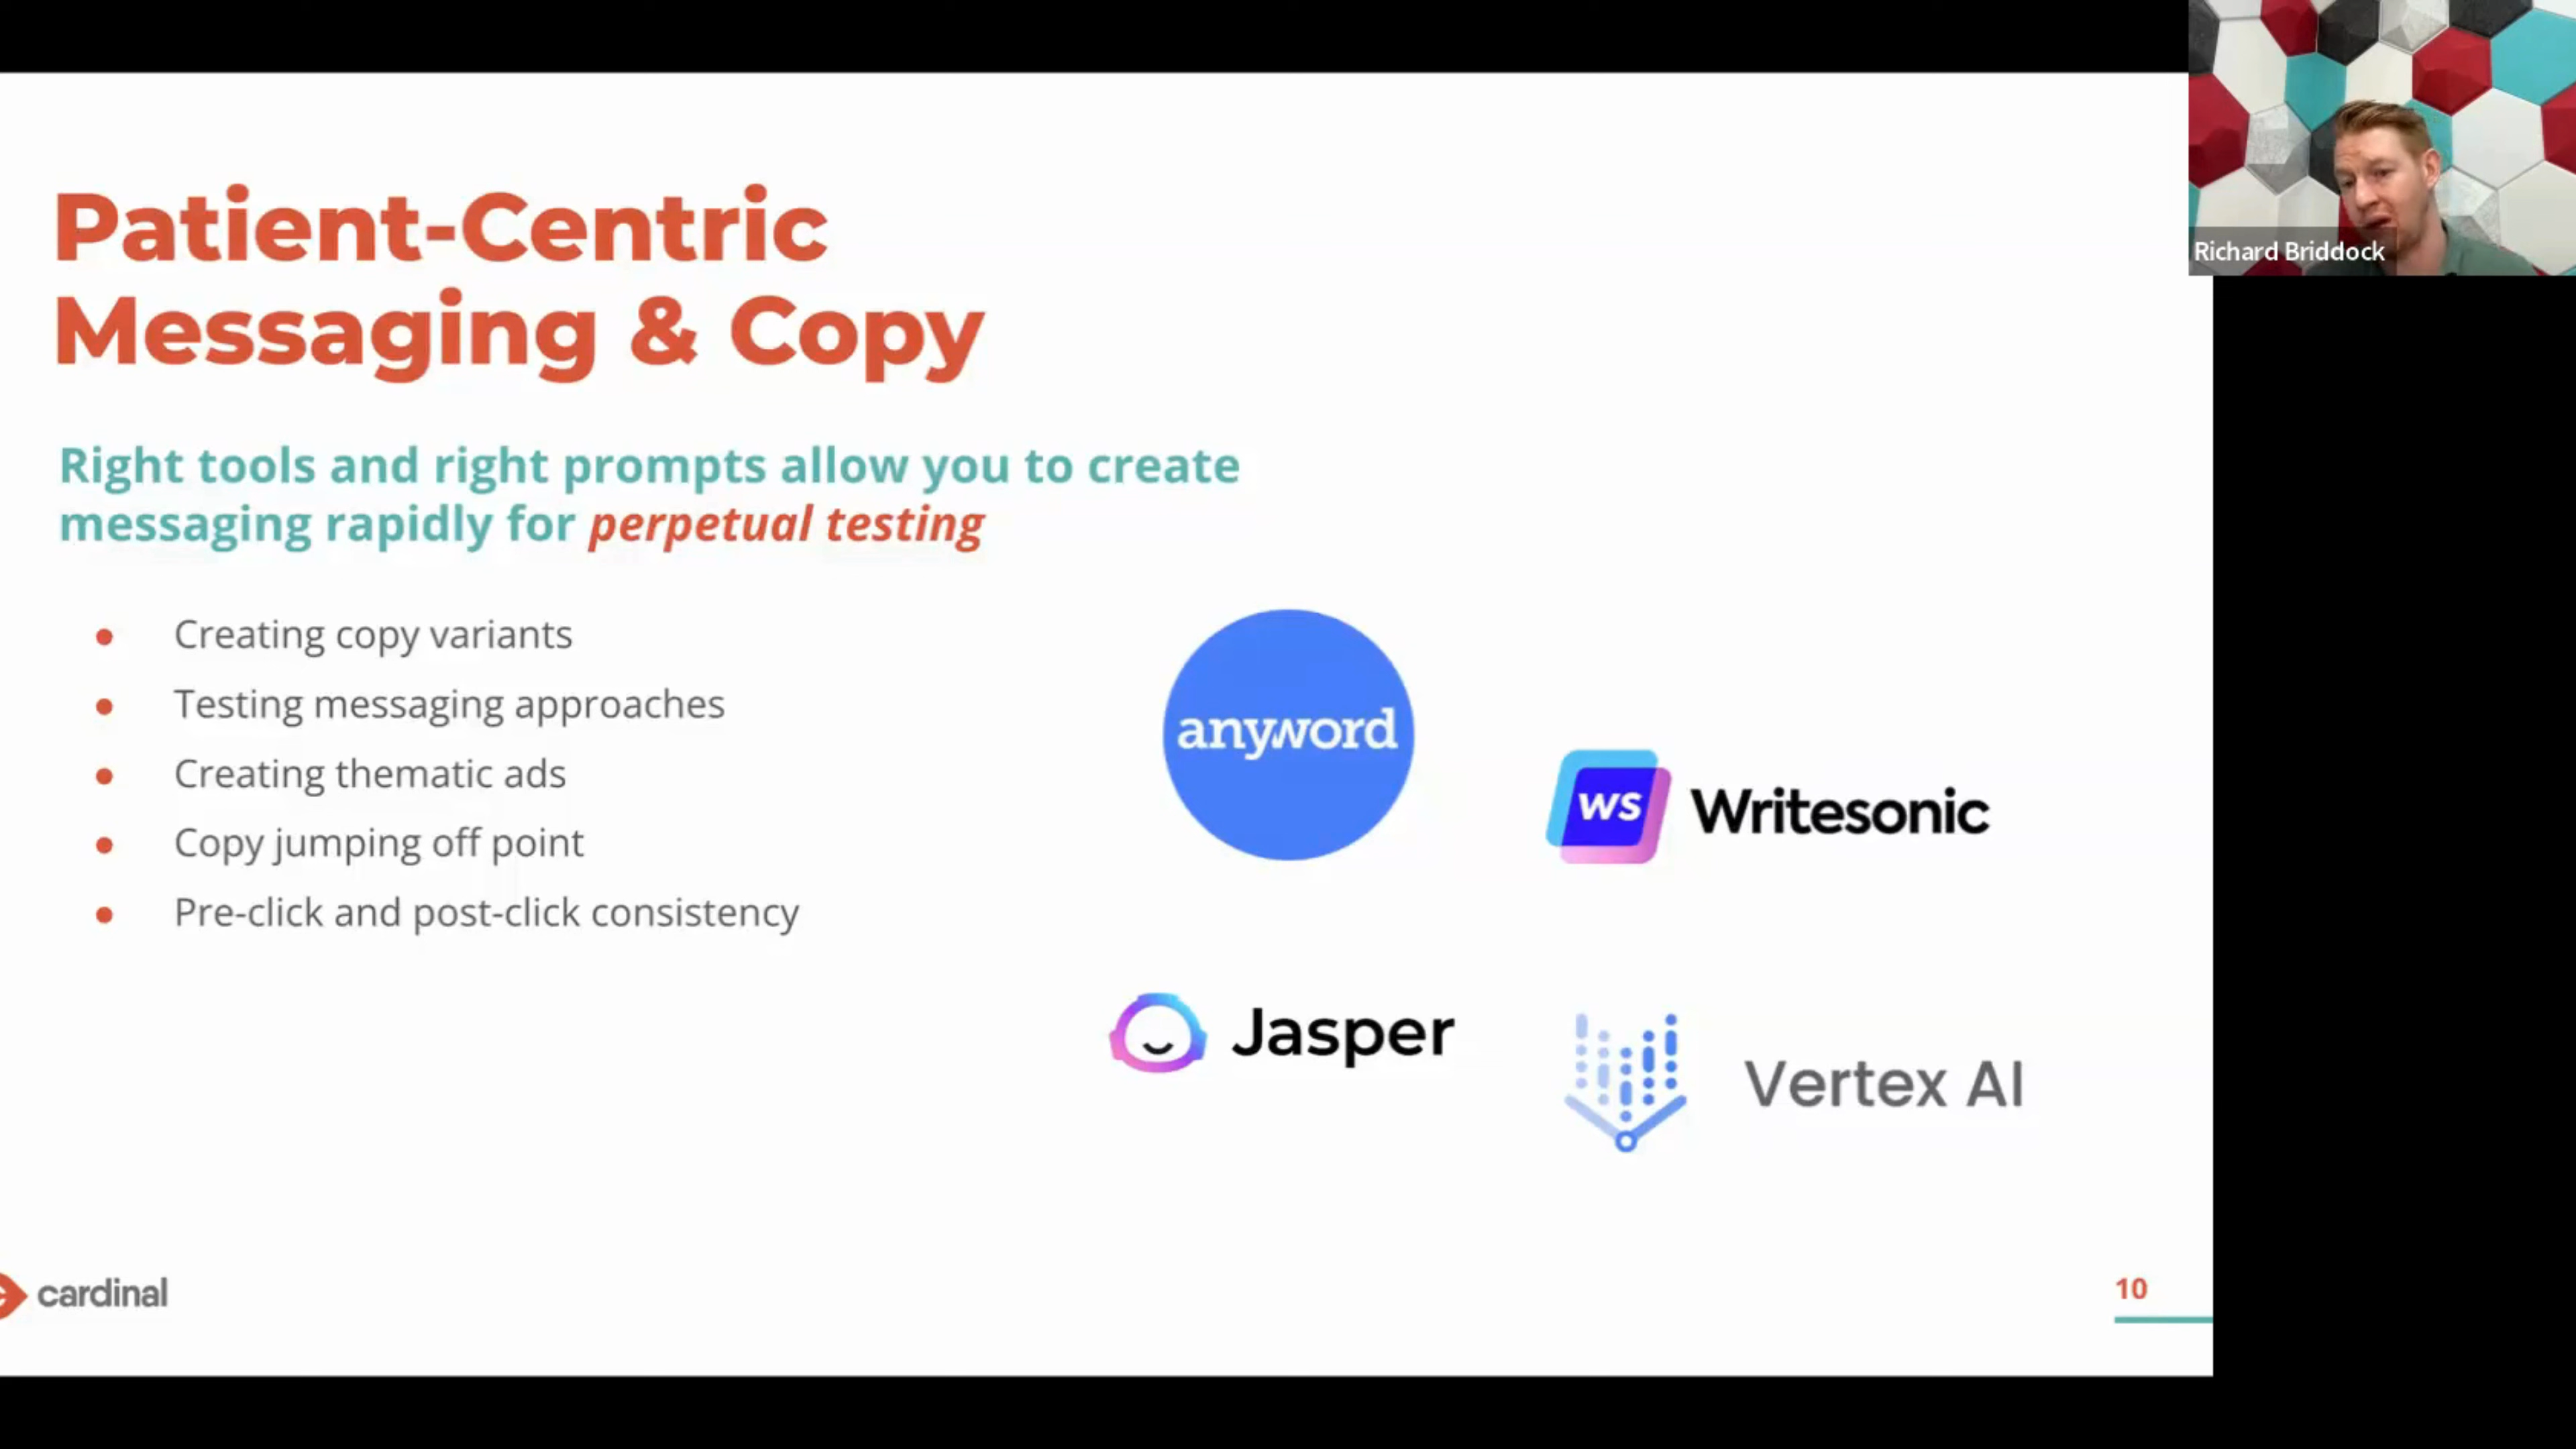 Patient-Centric
Messaging & Copy
Right tools and right prompts allow you to create
messaging rapidly for perpetual testing
Creating copy variants
Testing messaging approaches
Creating thematic ads
Copy jumping off point
Pre-click and post-click consistency
anyword
WS Writesonic
Jasper
Vertex AI
cardinal
10
Richard Briddock